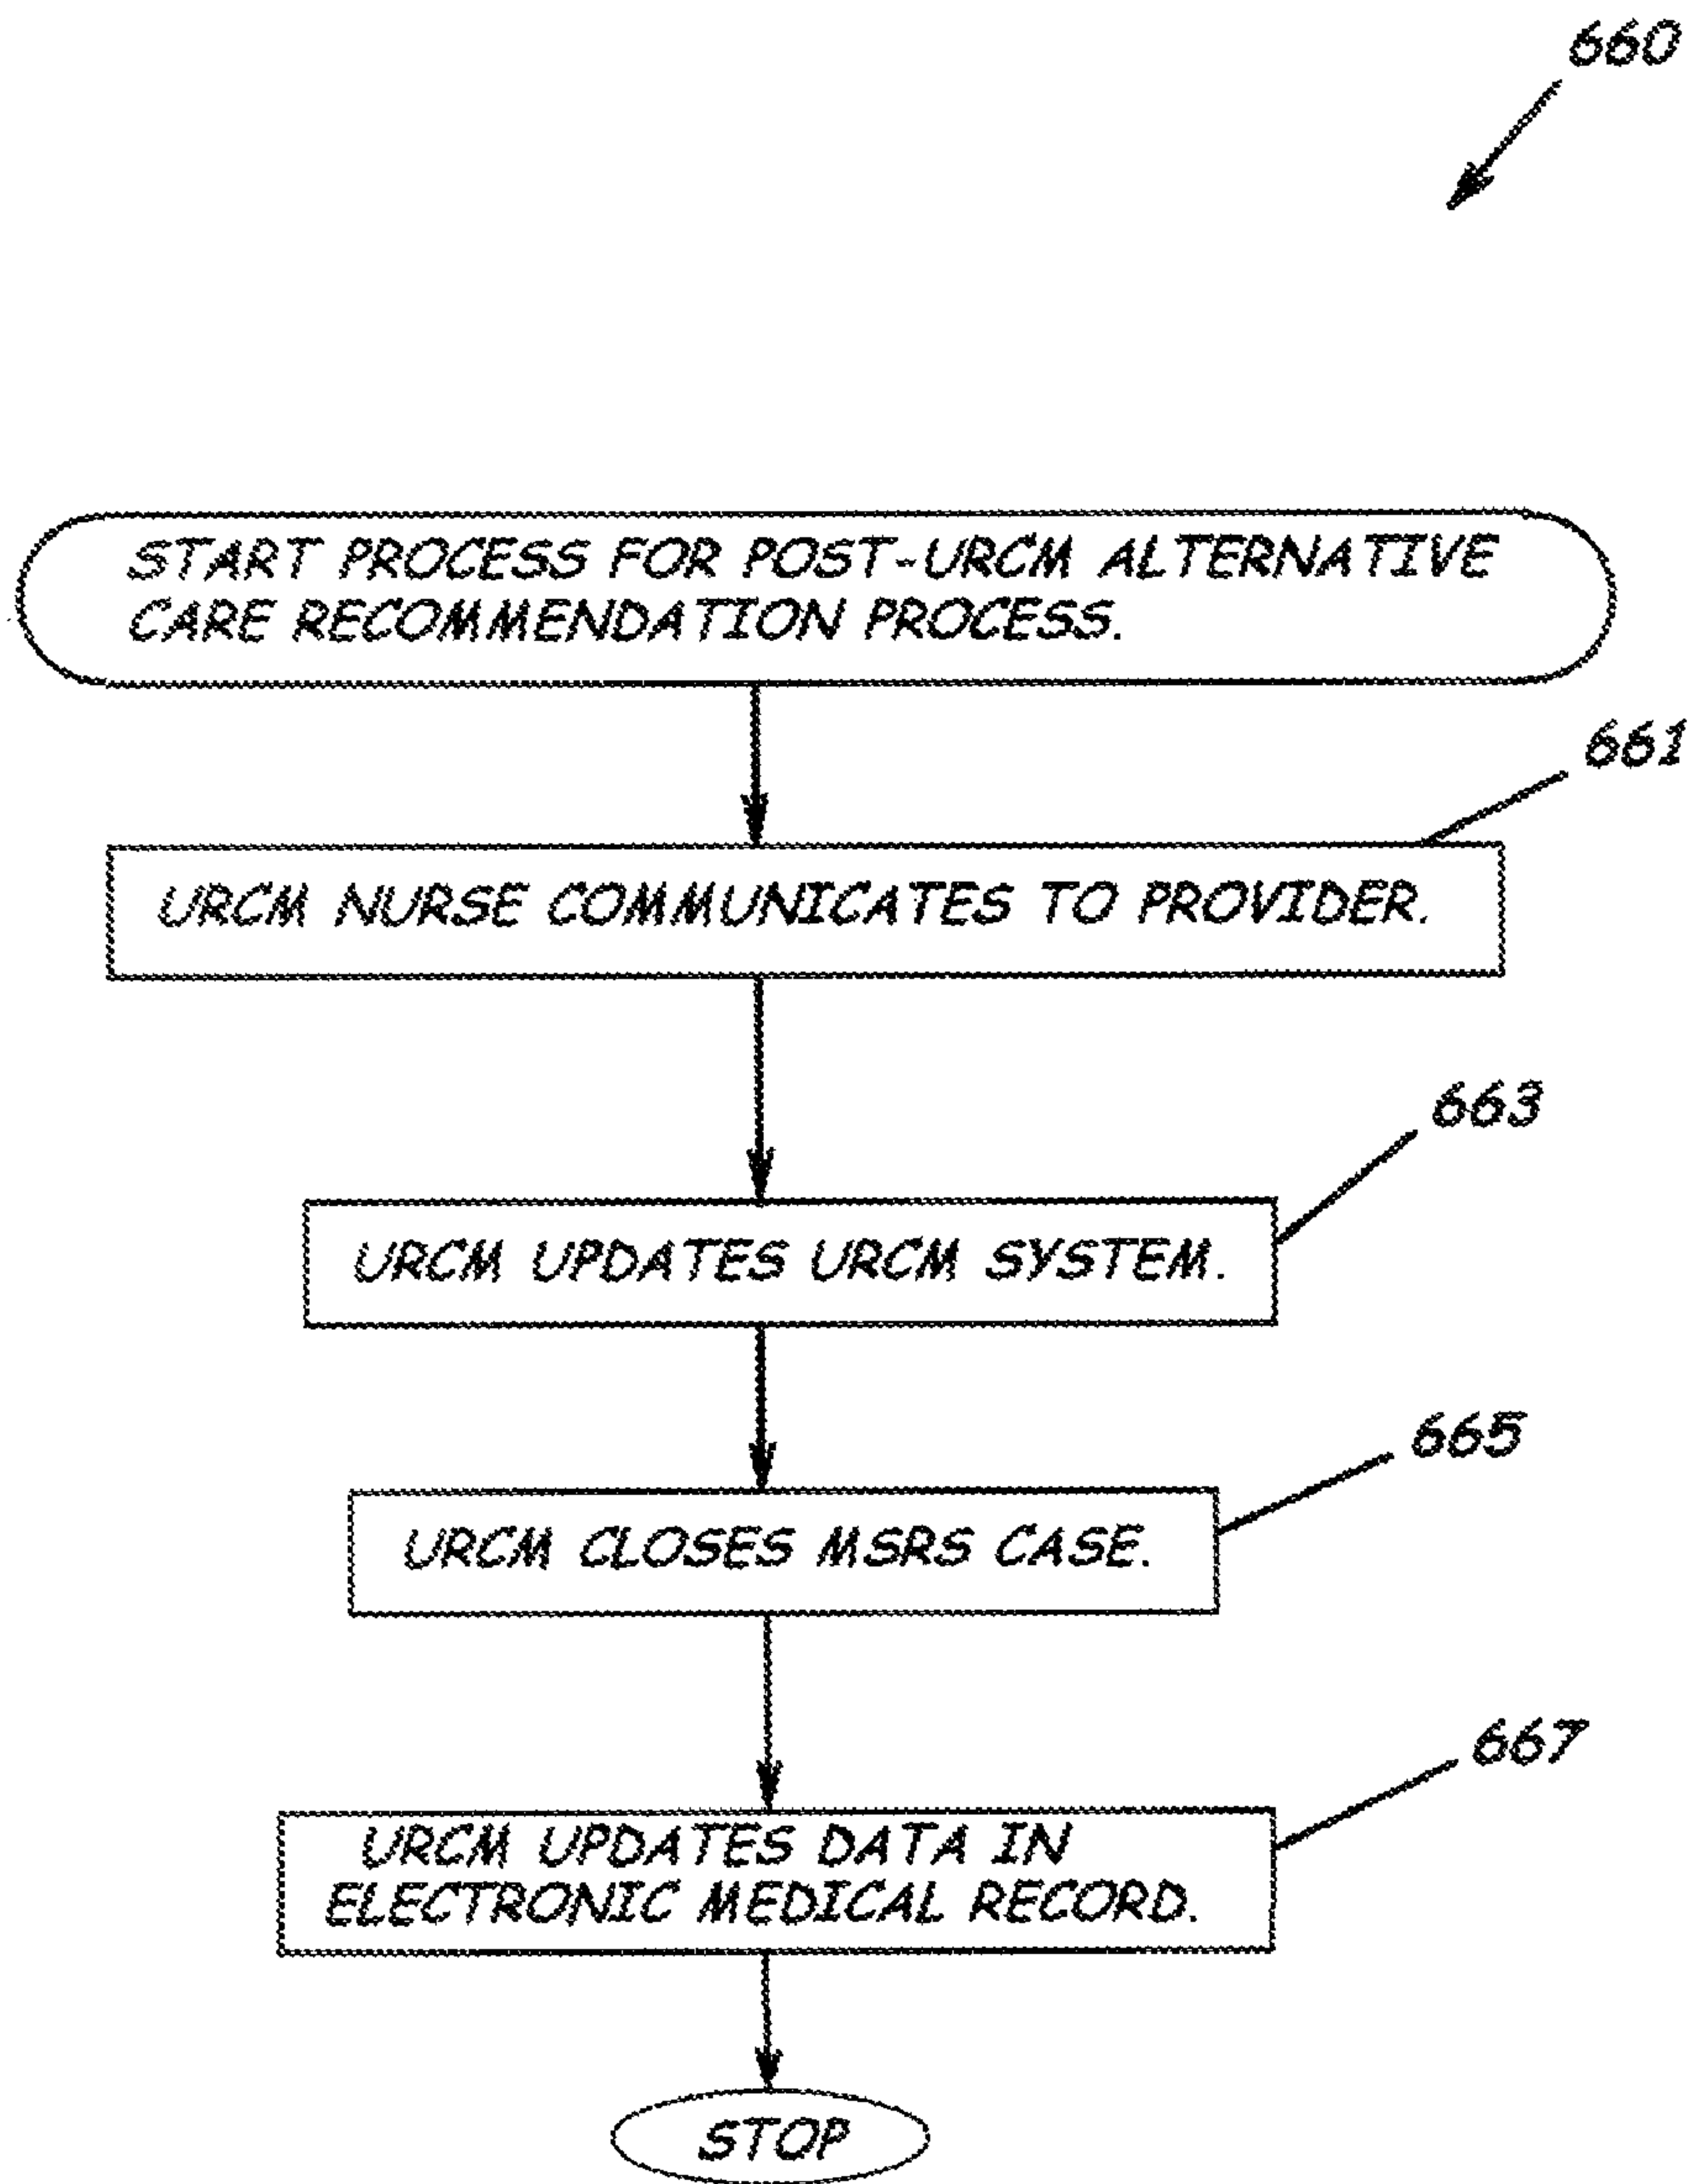 660
START PROCESS FOR POST-URCM ALTERNATIVE
CARE RECOMMENDATION PROCESS.
661
URCM NURSE COMMUNICATES TO PROVIDER.
663
URCM UPDATES URCM SYSTEM.
665
URCM CLOSES MSRS CASE.
667
URCM UPDATES DATA IN
ELECTRONIC MEDICAL RECORD.
STOP